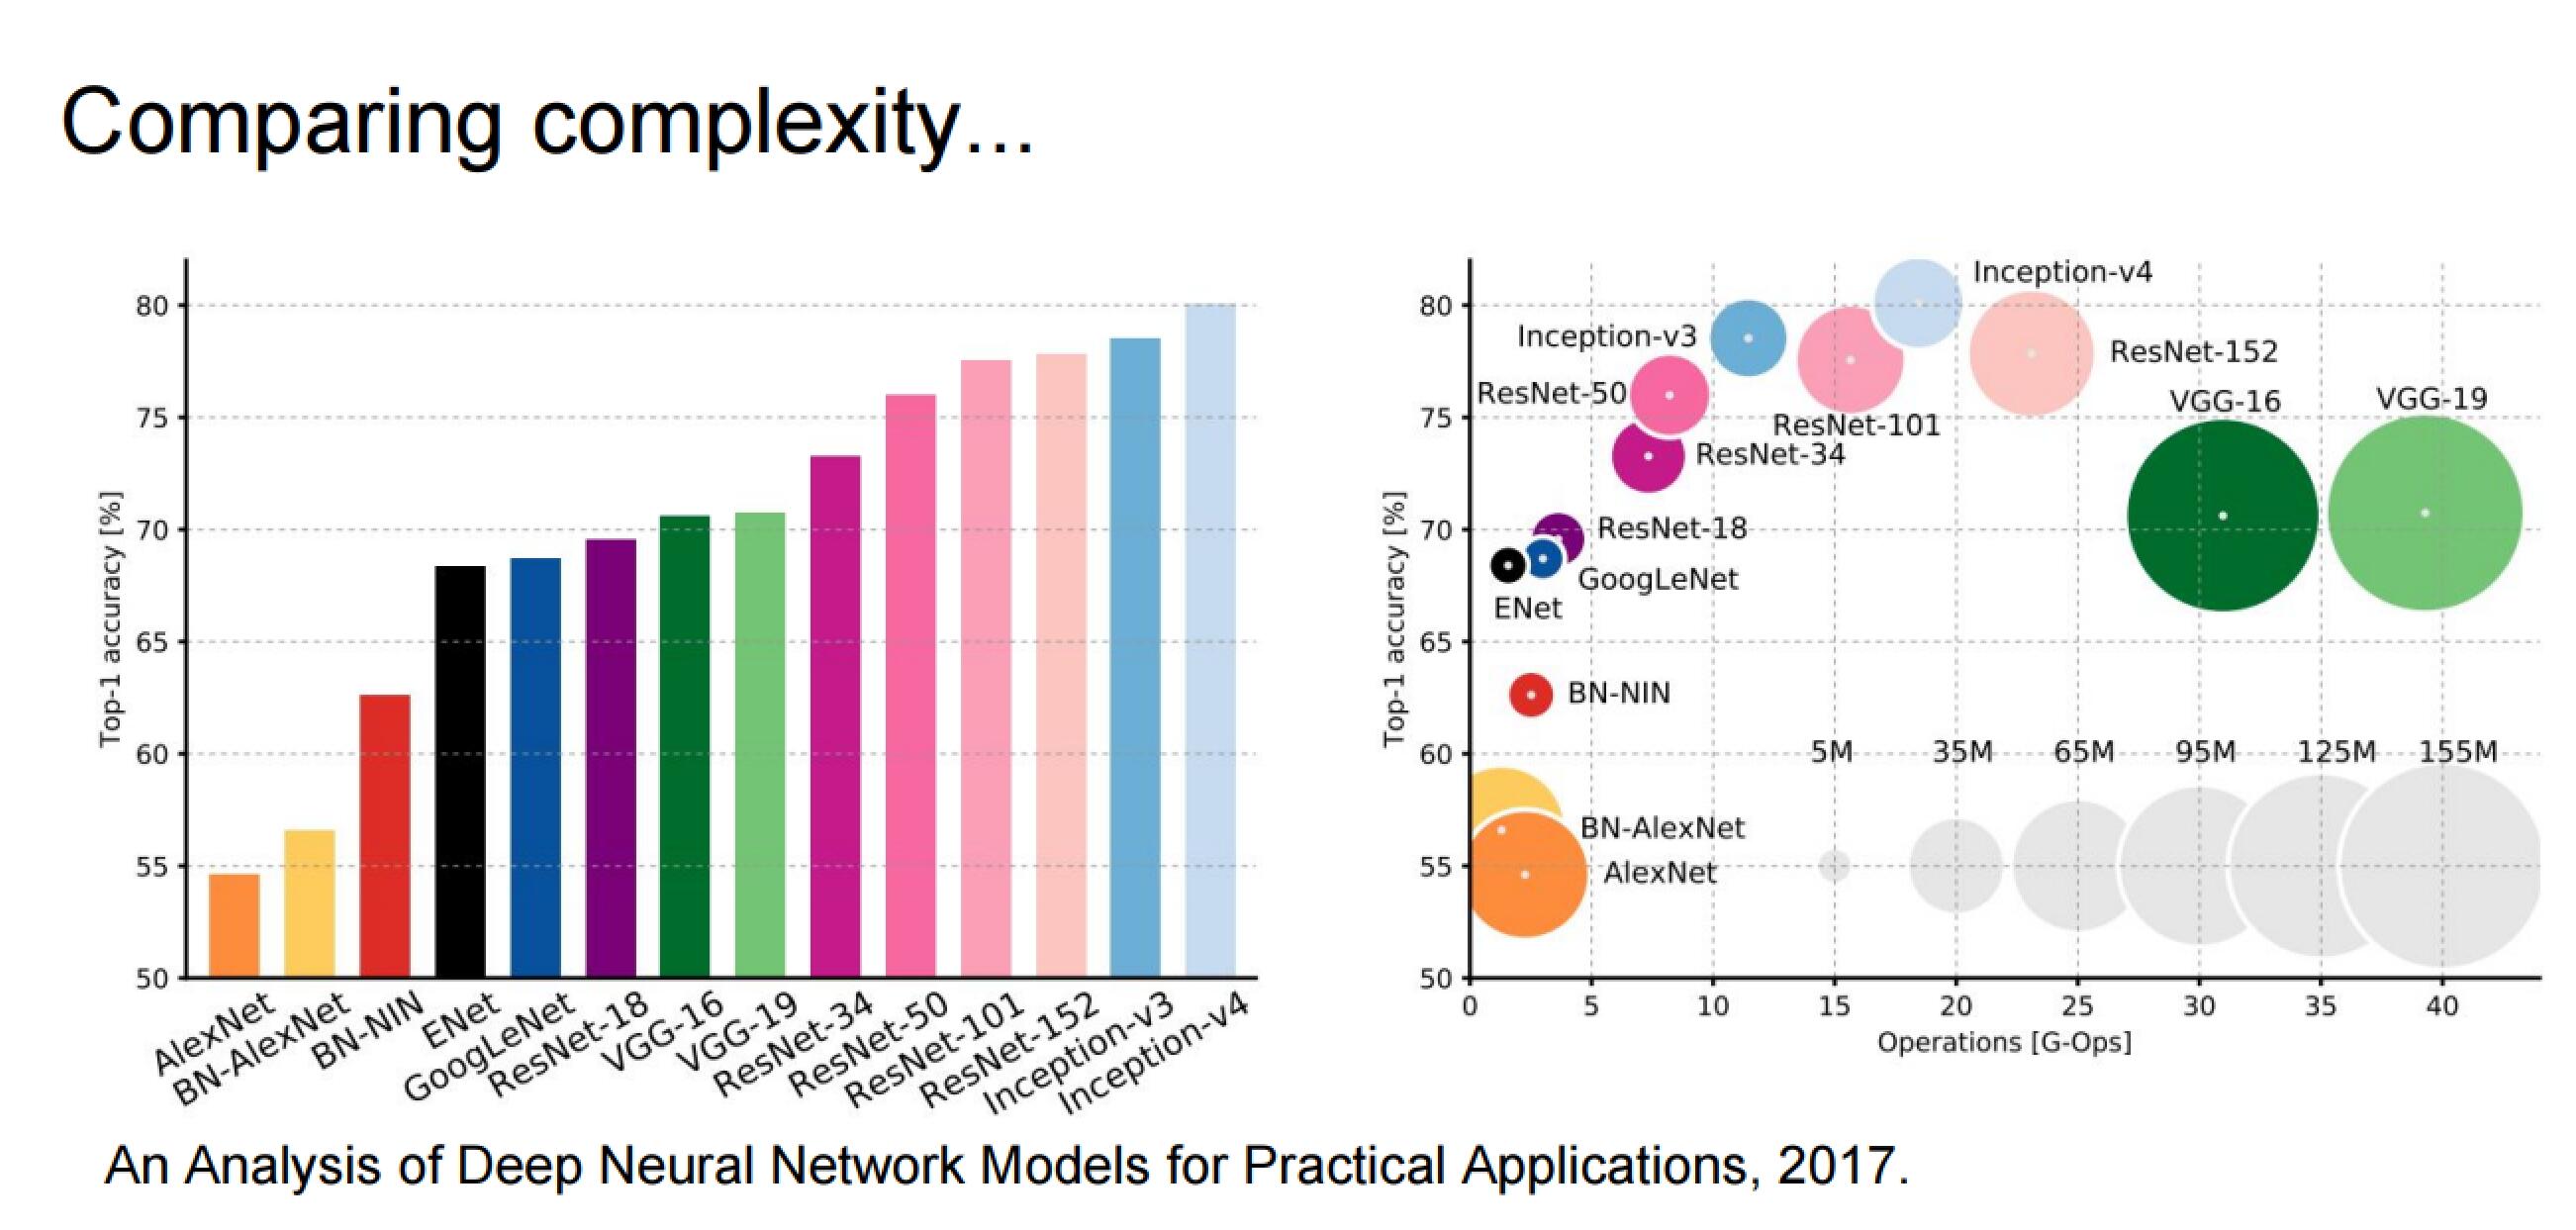 Comparing complexity...
80
75
70
65
60
55
50
Top-1 accuracy [%]
AlexNet
BN-AlexNet
BN-NIN
ENet
GoogLeNet
ResNet-18
VGG-16
VGG-19
ResNet-34
ResNet-50
ResNet-101
ResNet-152
Inception-v3
Inception-v4
80
75
70
65
60
55
50
Top-1 accuracy [%]
Inception-v4
Inception-v3
ResNet-152
ResNet-50
VGG-16
VGG-19
ResNet-101
ResNet-34
ResNet-18
GoogLeNet
ENet
BN-NIN
5M 35M 65M 95M 125M 155M
BN-AlexNet
AlexNet
0 5 10 15 20 25 30 35 40
Operations [G-Ops]
An Analysis of Deep Neural Network Models for Practical Applications, 2017.